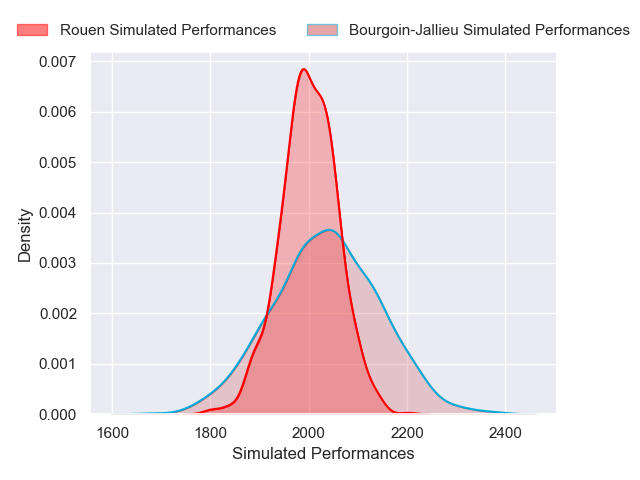 Rouen Simulated Performances Bourgoin-Jallieu Simulated Performances
0.007
0.006
0.005
0.004
0.003
0.002
0.001
0.000
Density
1600 1800 2000 2200 2400
Simulated Performances